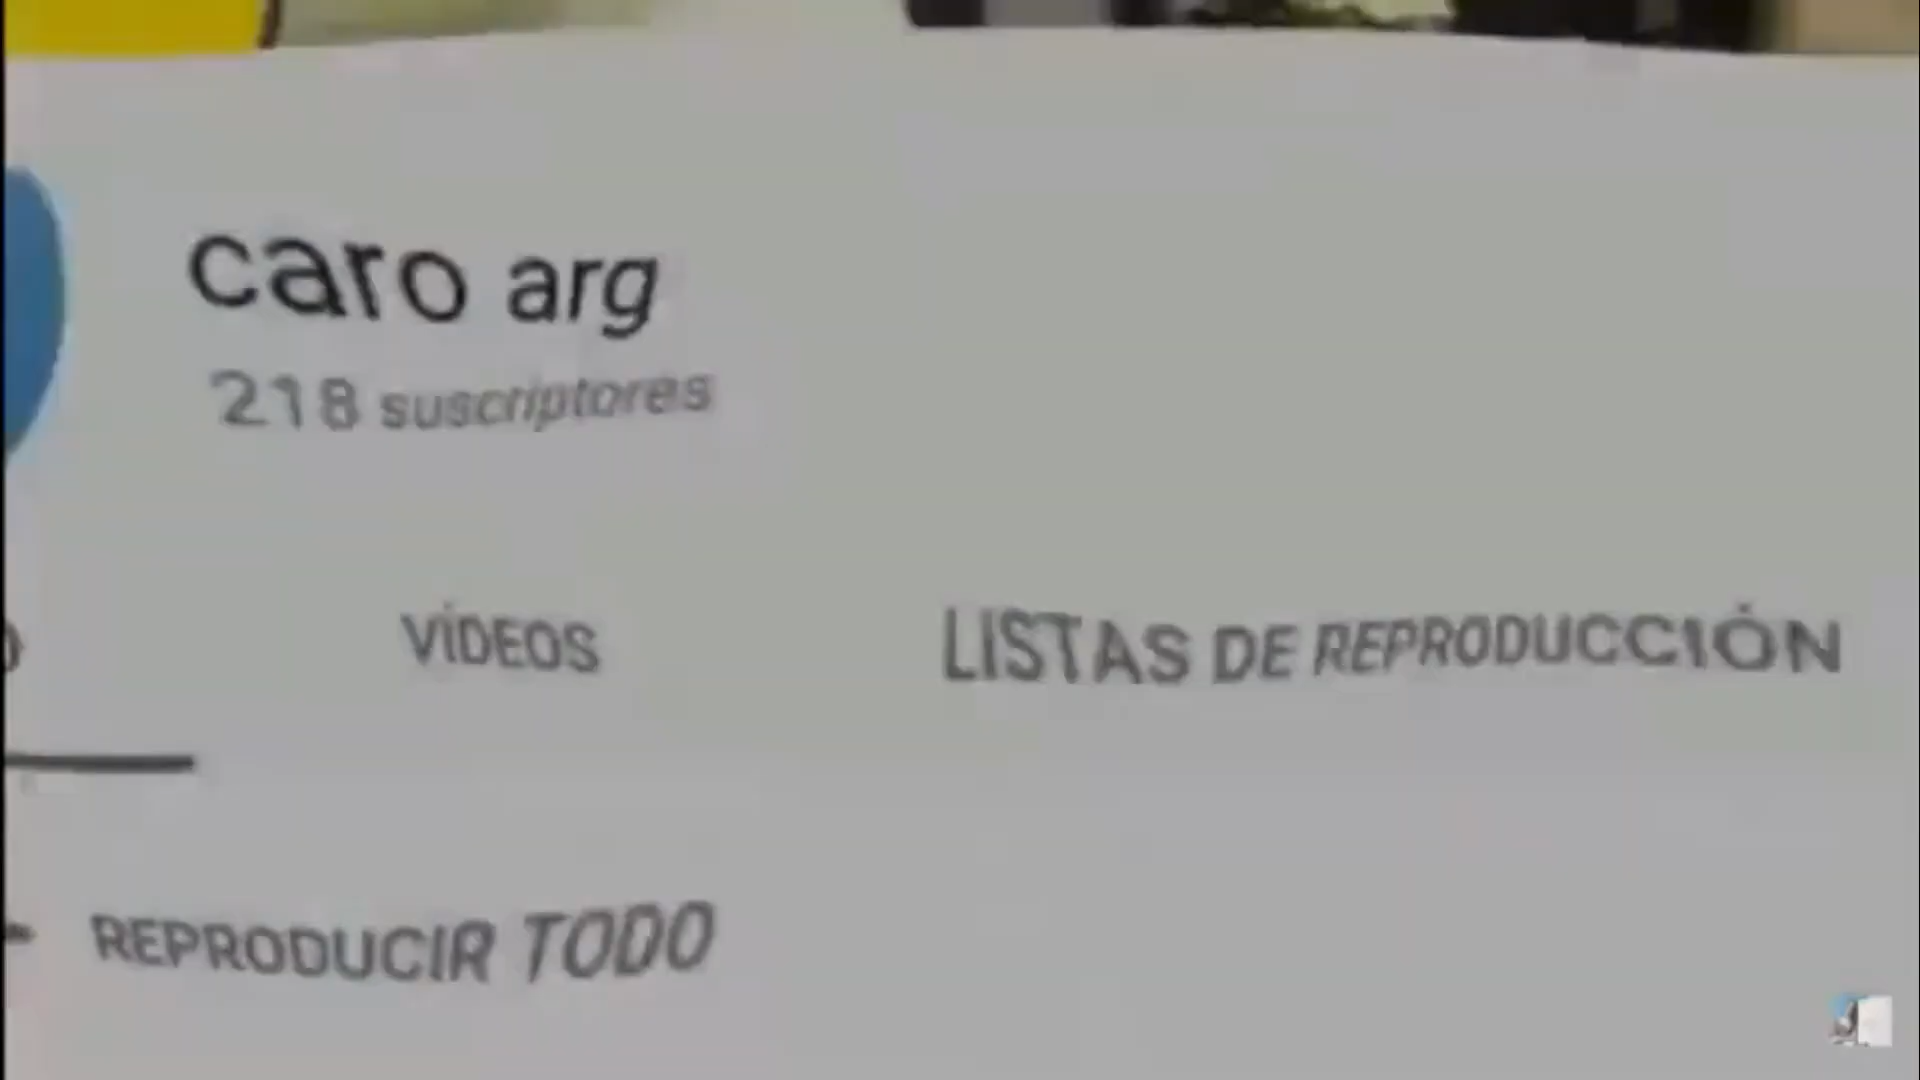 caro arg
218 suscriptores
VÍDEOS
LISTAS DE REPRODUCCIÓN
REPRODUCIR TODO